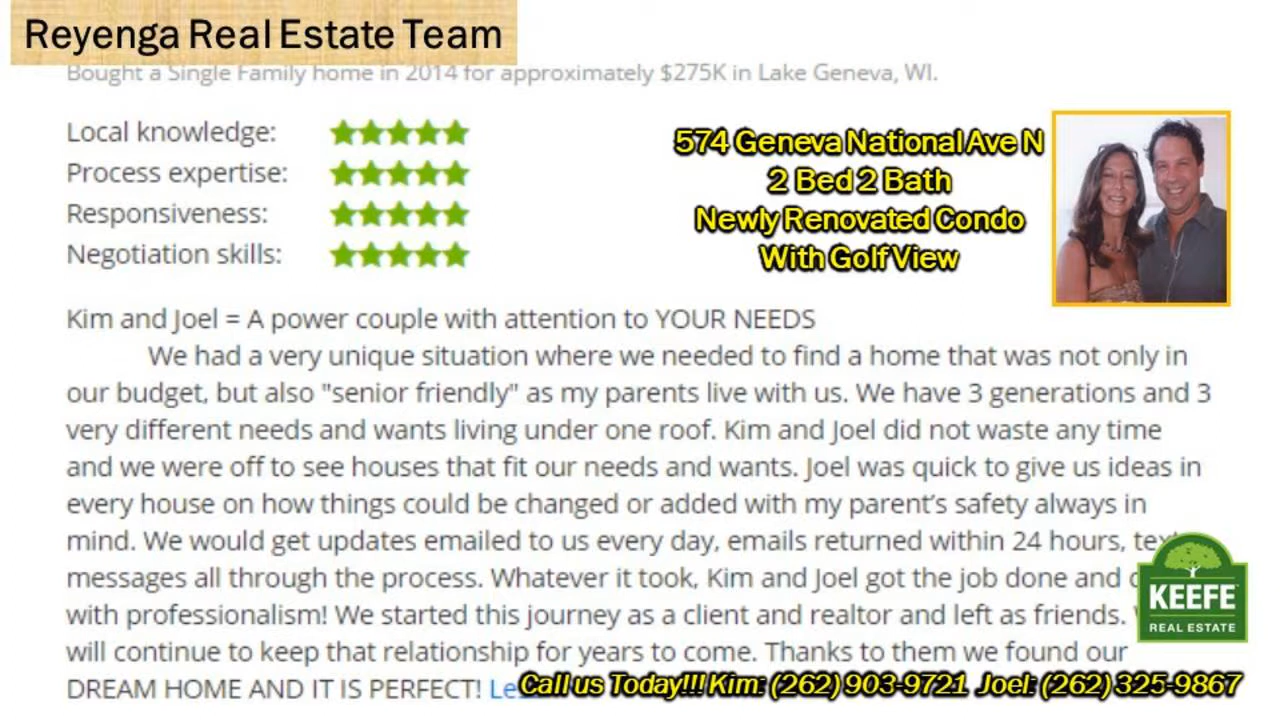 Reyenga Real Estate Team
Bought a Single Family home in 2014 for approximately $275K in Lake Geneva, WI.
Local knowledge:
Process expertise:
Responsiveness:
Negotiation skills:
574 Geneva National Ave N
2 Bed 2 Bath
Newly Renovated Condo
With Golf View
Kim and Joel = A power couple with attention to YOUR NEEDS
We had a very unique situation where we needed to find a home that was not only in
our budget, but also "senior friendly" as my parents live with us. We have 3 generations and 3
very different needs and wants living under one roof. Kim and Joel did not waste any time
and we were off to see houses that fit our needs and wants. Joel was quick to give us ideas in
every house on how things could be changed or added with my parent’s safety always in
mind. We would get updates emailed to us every day, emails returned within 24 hours, text
messages all through the process. Whatever it took, Kim and Joel got the job done and
with professionalism! We started this journey as a client and realtor and left as friends.
will continue to keep that relationship for years to come. Thanks to them we found our
DREAM HOME AND IT IS PERFECT!
KEEFE
REAL ESTATE
Call us Today!!! Kim: (262) 903-9721 Joel: (262) 325-9867